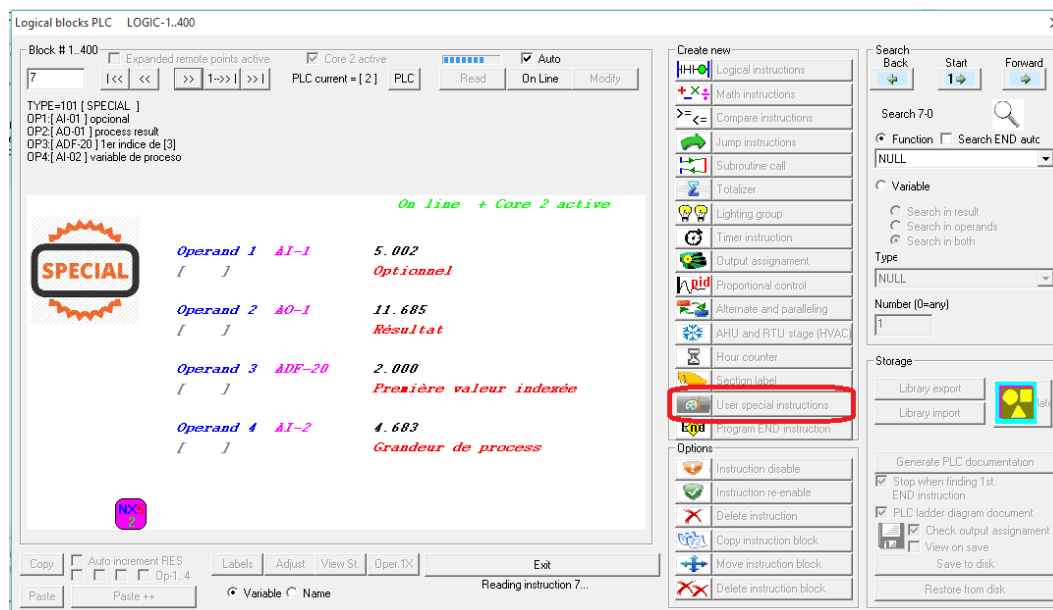 Logical blocks PLC LOGIC-1..400
Block # 1..400
Expanded remote points active
Core 2 active
Auto
7
|<<
<<
>>
1->>|
>>|
PLC current = [ 2 ]
PLC
Read
On Line
Modify
TYPE=101 [ SPECIAL ]
OP1:[ AI-01 ] opcional
OP2:[ AO-01 ] process result
OP3:[ ADF-20 ] 1er indice de [3]
OP4:[ AI-02 ] variable de proceso
On line + Core 2 active
SPECIAL
Operand 1 AI-1 5.002
[ ] Optionnel
Operand 2 AO-1 11.685
[ ] Résultat
Operand 3 ADF-20 2.000
[ ] Première valeur indexée
Operand 4 AI-2 4.683
[ ] Grandeur de process
NX5
2
Copy
Auto increment RES
Op-1..4
Labels
Adjust
View St.
Oper.1X
Exit
Paste
Paste ++
Variable
Name
Reading instruction 7...
Create new
Logical instructions
Math instructions
>=
<=
Compare instructions
Jump instructions
Subroutine call
Totalizer
Lighting group
Timer instruction
Output assignament
pid
Proportional control
Alternate and paralleling
AHU and RTU stage (HVAC)
Hour counter
Section label
User special instructions
End
Program END instruction
Options
Instruction disable
Instruction re-enable
Delete instruction
Copy instruction block
Move instruction block
Delete instruction block
Search
Back
Start
Forward
1
Search 7-0
Function
Search END autc
NULL
Variable
Search in result
Search in operands
Search in both
Type
NULL
Number (0=any)
1
Storage
Library export
Library import
late
Generate PLC documentation
Stop when finding 1st.
END instruction
PLC ladder diagram document
Check output assignament
View on save
Save to disk
Restore from disk